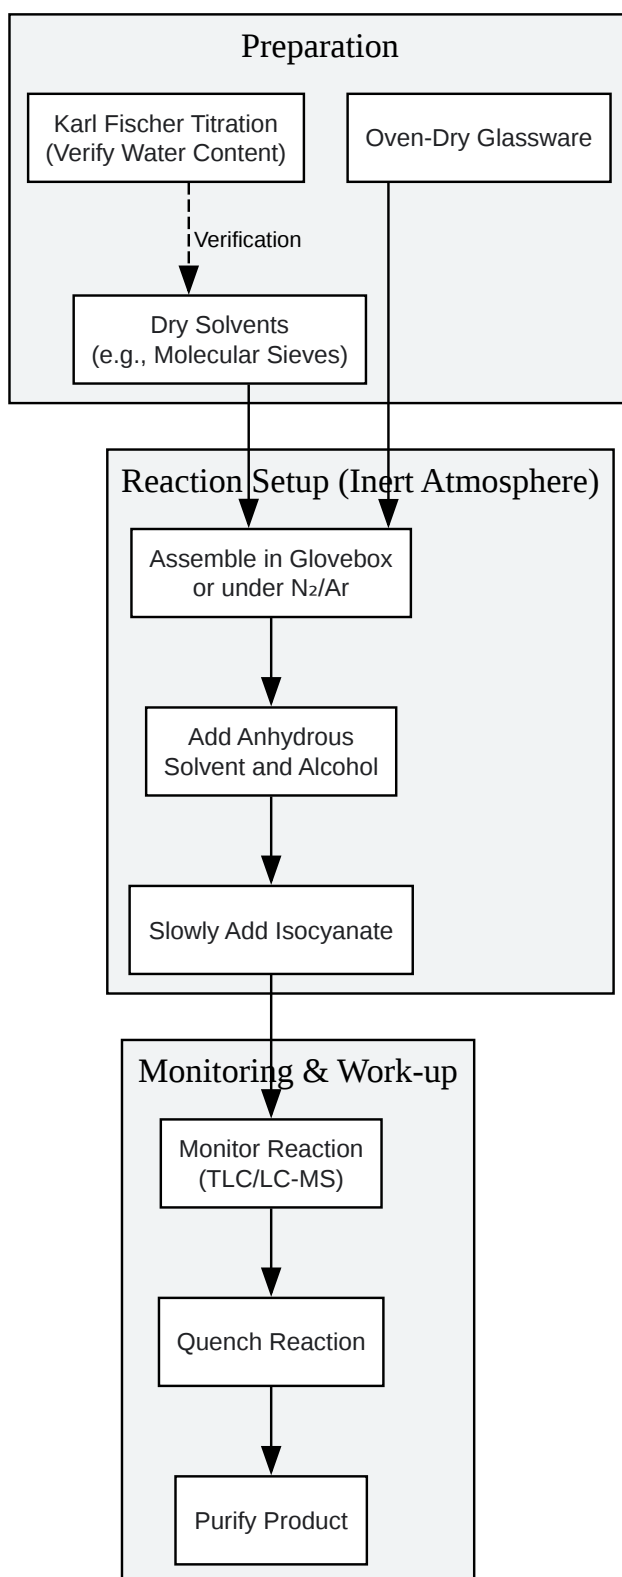 Preparation
Karl Fischer Titration
(Verify Water Content)
Oven-Dry Glassware
Verification
Dry Solvents
(e.g., Molecular Sieves)
Reaction Setup (Inert Atmosphere)
Assemble in Glovebox
or under N₂/Ar
Add Anhydrous
Solvent and Alcohol
Slowly Add Isocyanate
Monitoring & Work-up
Monitor Reaction
(TLC/LC-MS)
Quench Reaction
Purify Product